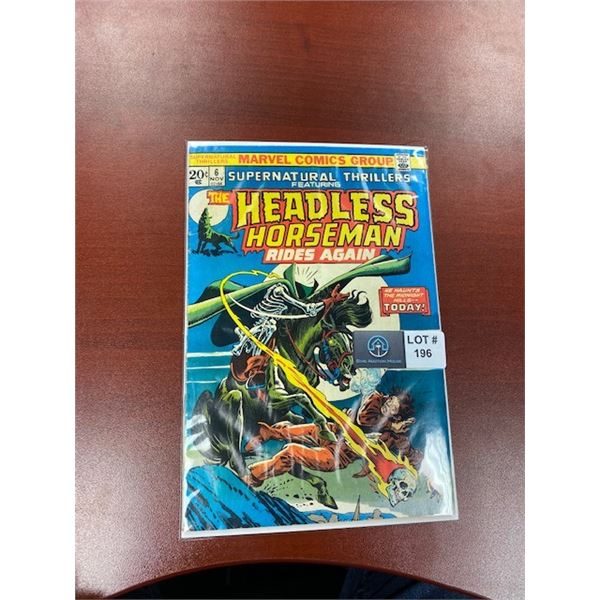 SUPERNATURAL
THRILLERS
MARVEL COMICS GROUP
20¢
6
NOV
SUPERNATURAL THRILLERS
FEATURING
THE HEADLESS
HORSEMAN
RIDES AGAIN
HE HAUNTS
THE MIDNIGHT
HILLS--
TODAY!
LOT #
196